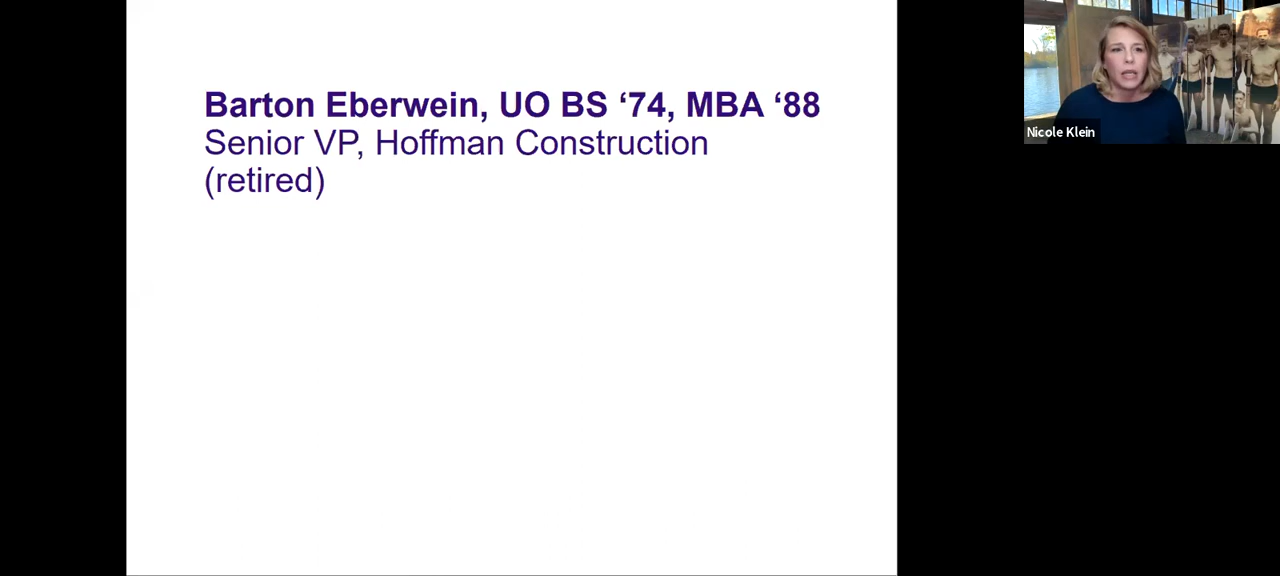 Barton Eberwein, UO BS ‘74, MBA ‘88
Senior VP, Hoffman Construction
(retired)
Nicole Klein